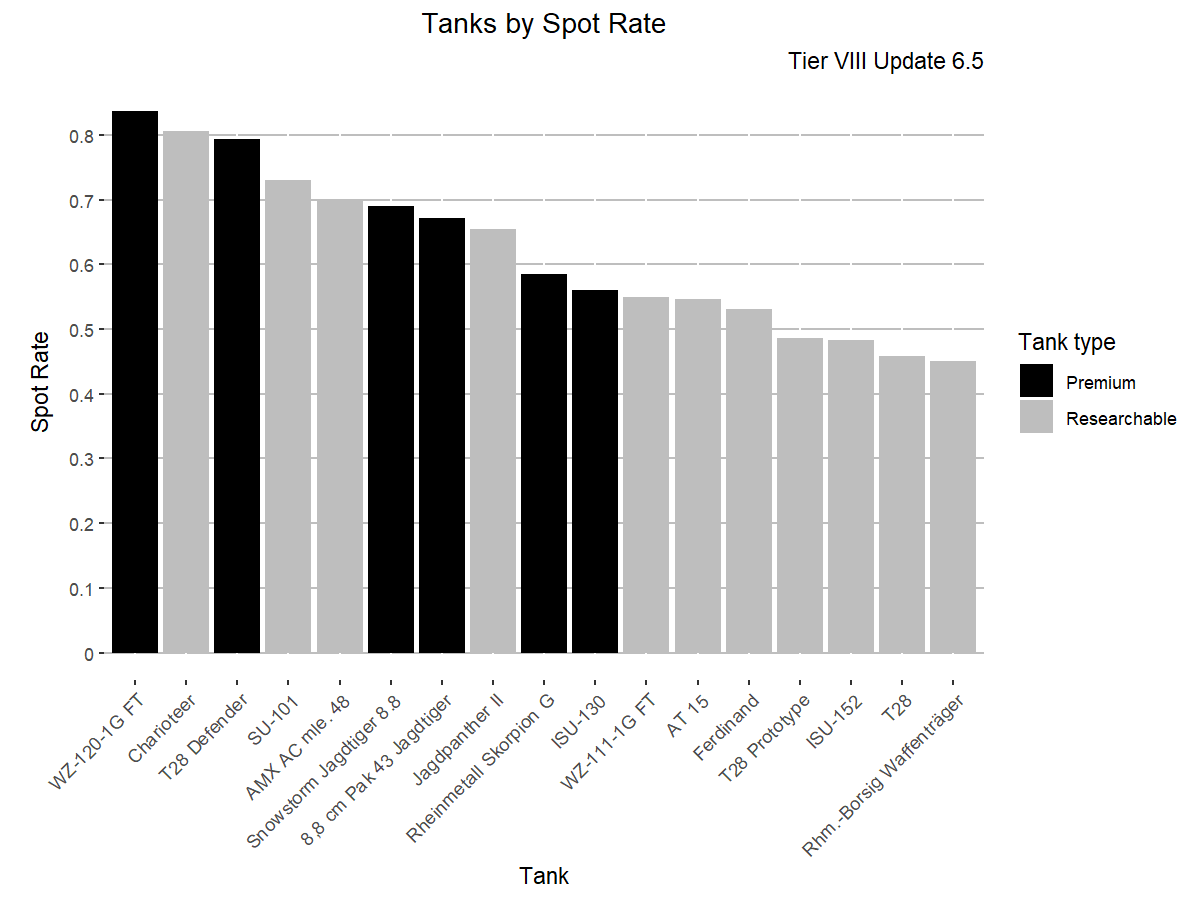 Tanks by Spot Rate
Tier VIII Update 6.5
Spot Rate
0.8
0.7
0.6
0.5
0.4
0.3
0.2
0.1
0
WZ-120-1G FT
Charioteer
T28 Defender
SU-101
AMX AC mle. 48
Snowstorm Jagdtiger 8.8
8,8 cm Pak 43 Jagdtiger
Jagdpanther II
Rheinmetall Skorpion G
ISU-130
WZ-111-1G FT
AT 15
Ferdinand
T28 Prototype
ISU-152
T28
Rhm.-Borsig Waffenträger
Tank
Tank type
Premium
Researchable